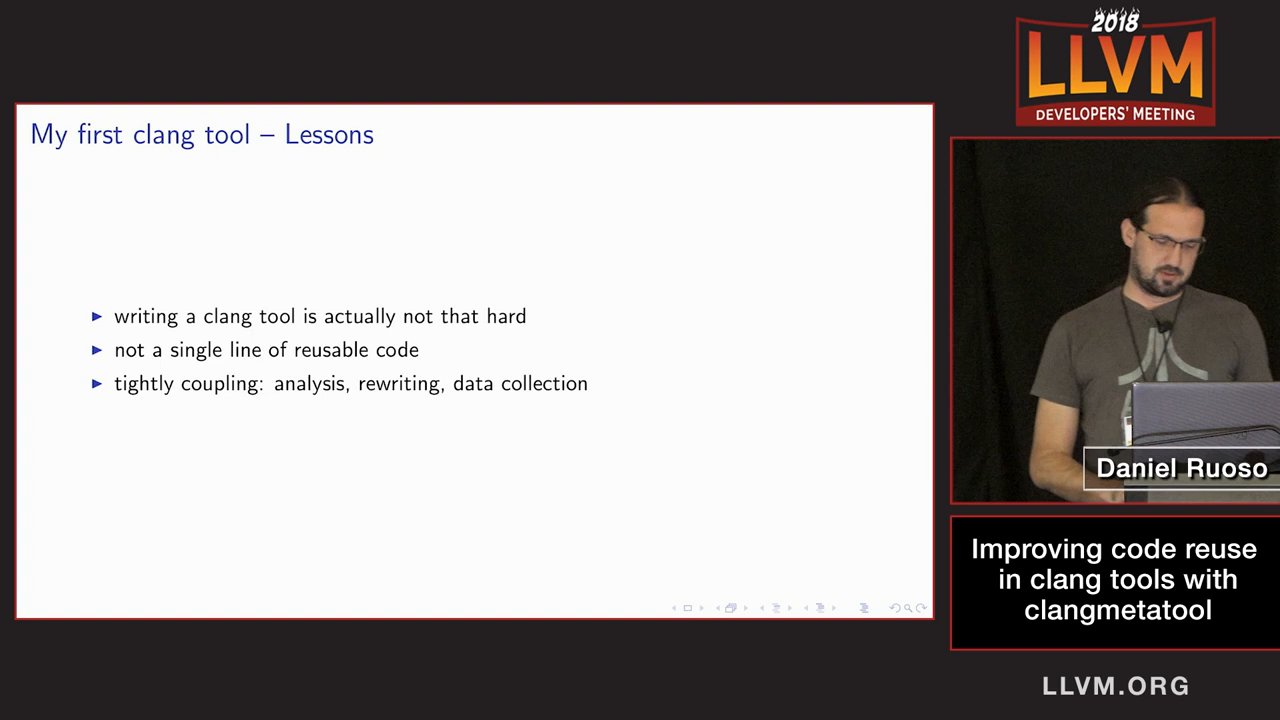 My first clang tool – Lessons
writing a clang tool is actually not that hard
not a single line of reusable code
tightly coupling: analysis, rewriting, data collection
2018
LLVM
DEVELOPERS' MEETING
Daniel Ruoso
Improving code reuse
in clang tools with
clangmetatool
LLVM.ORG